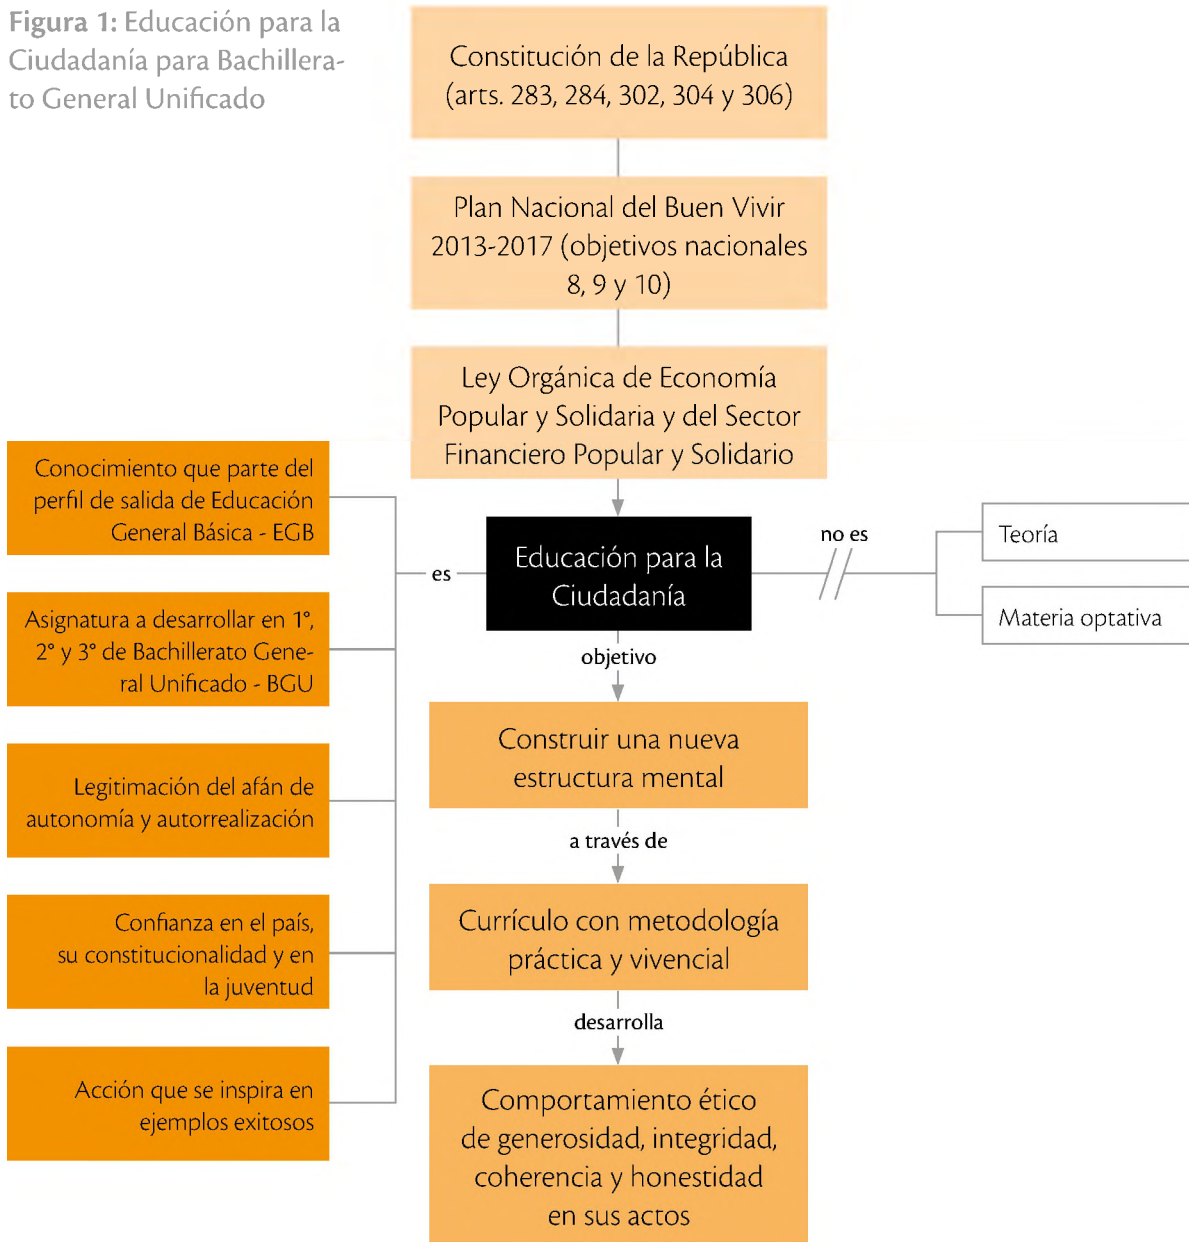 Figura 1: Educación para la
Ciudadanía para Bachillera-
to General Unificado
Constitución de la República
(arts. 283, 284, 302, 304 y 306)
Plan Nacional del Buen Vivir
2013-2017 (objetivos nacionales
8, 9 y 10)
Ley Orgánica de Economía
Popular y Solidaria y del Sector
Financiero Popular y Solidario
Conocimiento que parte del
perfil de salida de Educación
General Básica - EGB
Asignatura a desarrollar en 1°,
2° y 3° de Bachillerato Gene-
ral Unificado - BGU
Legitimación del afán de
autonomía y autorrealización
Confianza en el país,
su constitucionalidad y en
la juventud
Acción que se inspira en
ejemplos exitosos
es
Educación para la
Ciudadanía
no es
Teoría
Materia optativa
objetivo
Construir una nueva
estructura mental
a través de
Currículo con metodología
práctica y vivencial
desarrolla
Comportamiento ético
de generosidad, integridad,
coherencia y honestidad
en sus actos